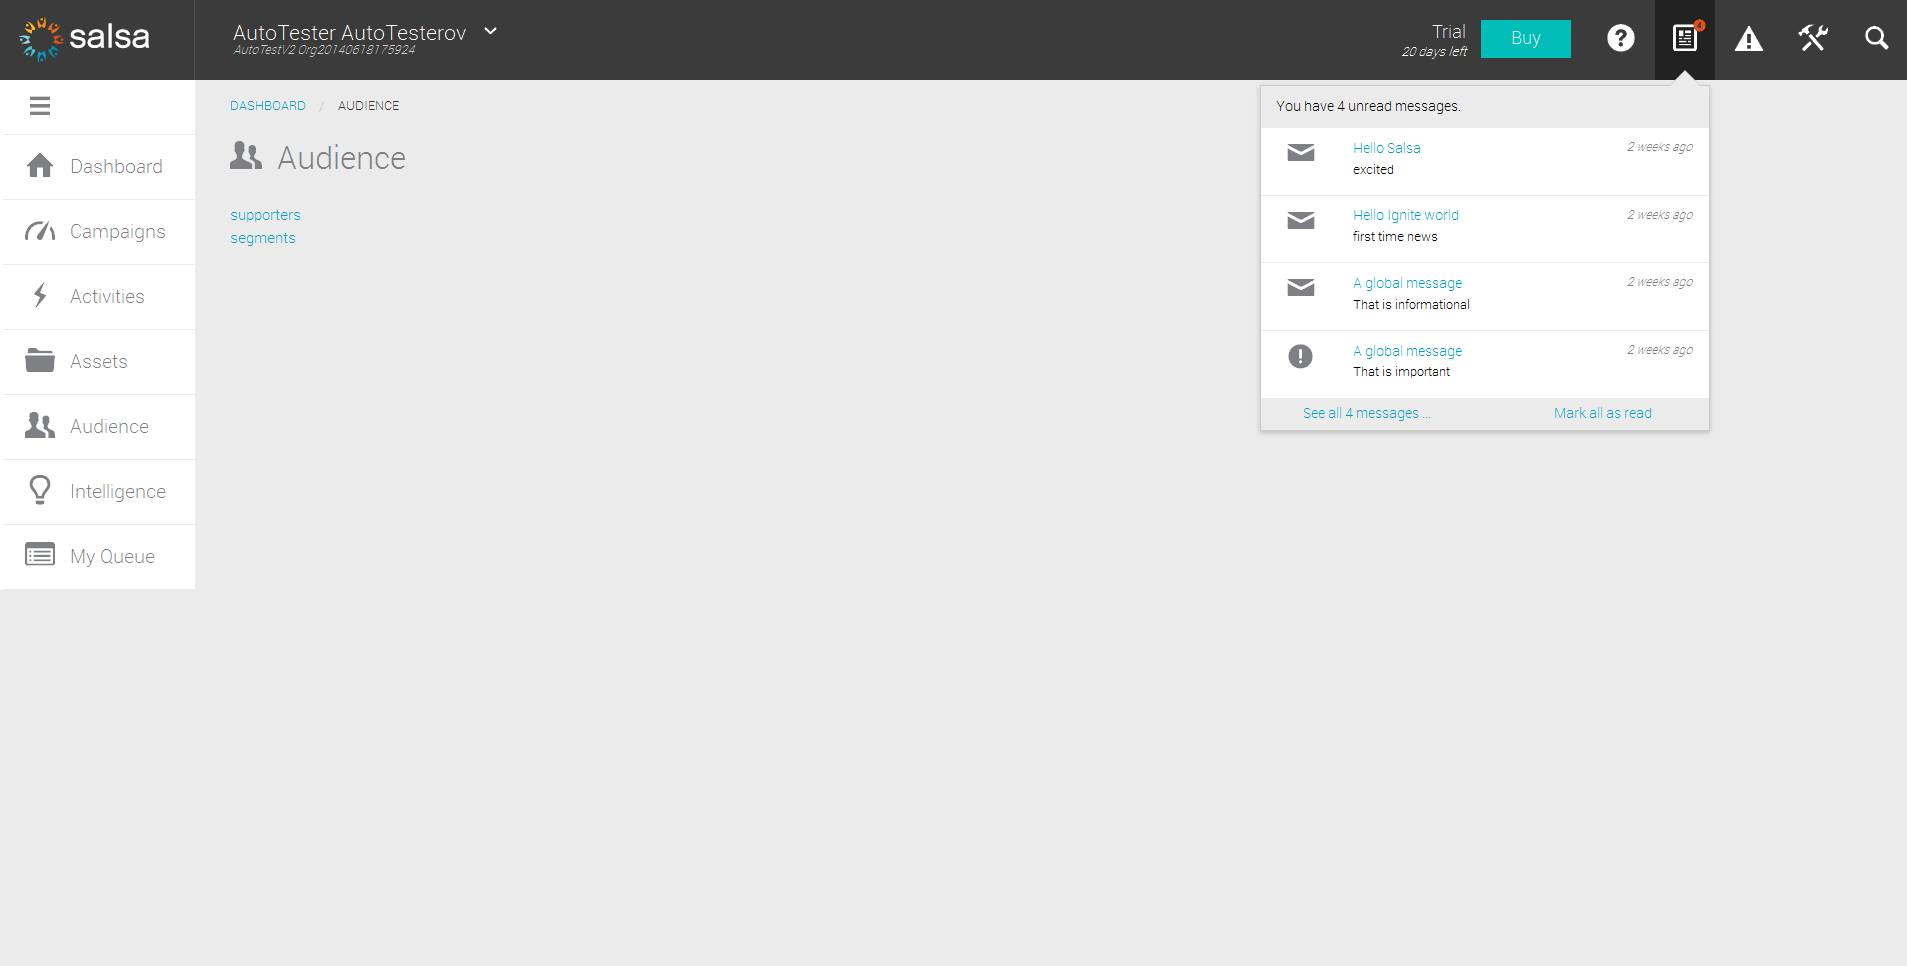 salsa
AutoTester AutoTesterov
AutoTestV2 Org20140618175924
Trial
20 days left
Buy
4
DASHBOARD / AUDIENCE
Audience
supporters
segments
Dashboard
Campaigns
Activities
Assets
Audience
Intelligence
My Queue
You have 4 unread messages.
Hello Salsa
2 weeks ago
excited
Hello Ignite world
2 weeks ago
first time news
A global message
2 weeks ago
That is informational
A global message
2 weeks ago
That is important
See all 4 messages ...
Mark all as read